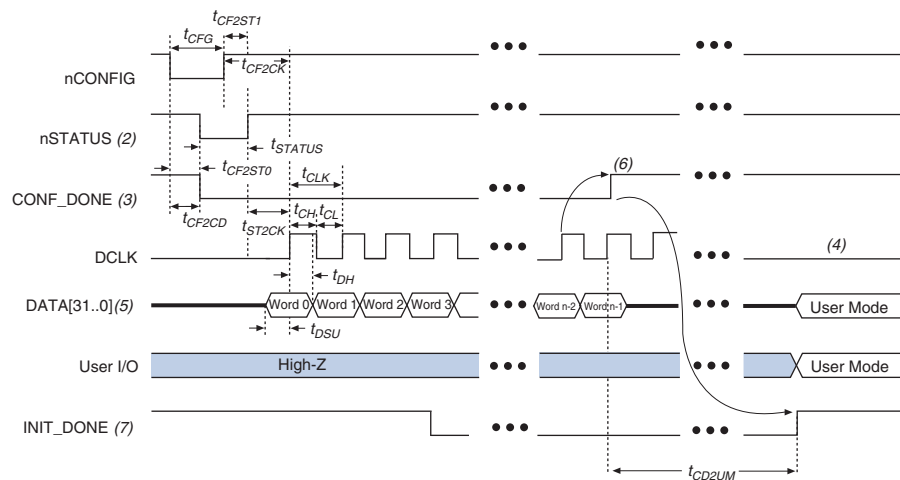 tCF2ST1
tCFG
nCONFIG
tCF2CK
nSTATUS (2)
tSTATUS
tCF2ST0
tCLK
(6)
CONF_DONE (3)
tCF2CD
tST2CK
tCH
tCL
DCLK
(4)
tDH
DATA[31..0](5)
Word 0
Word 1
Word 2
Word 3
Word n-2
Word n-1
User Mode
tDSU
User I/O
High-Z
User Mode
INIT_DONE (7)
tCD2UM